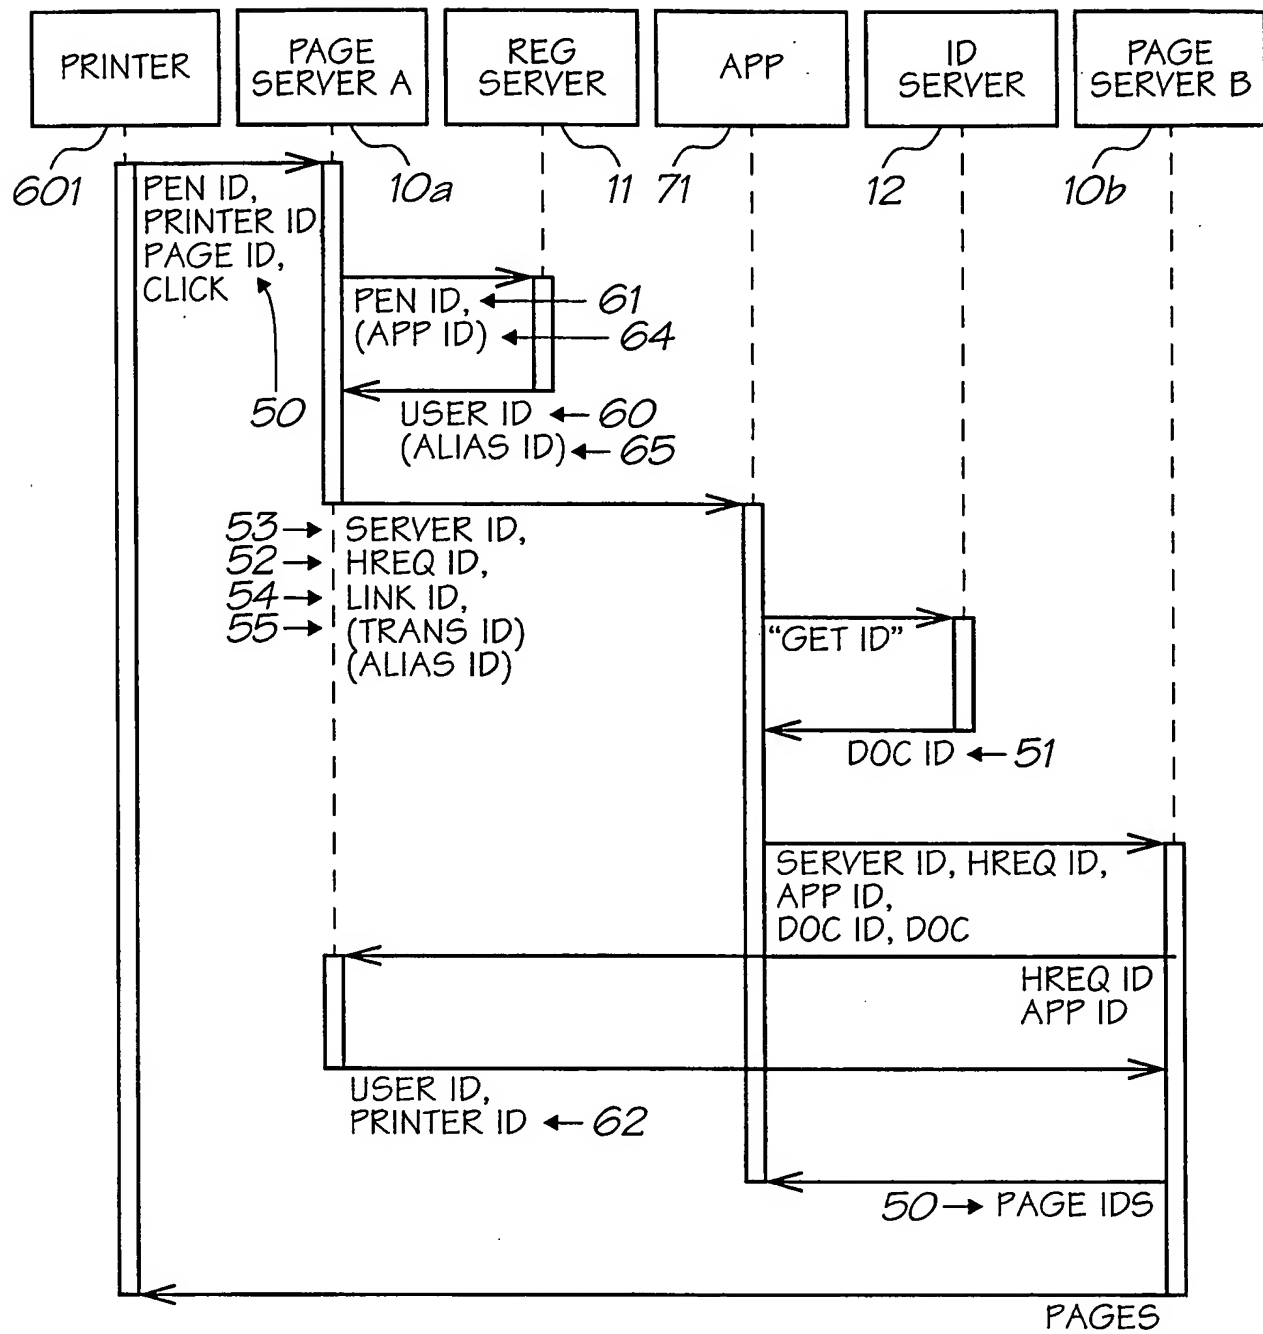 PRINTER
PAGE
SERVER A
REG
SERVER
APP
ID
SERVER
PAGE
SERVER B
601
10a
11
71
12
10b
PEN ID,
PRINTER ID
PAGE ID,
CLICK
50
PEN ID,
61
(APP ID)
64
USER ID
60
(ALIAS ID)
65
53
SERVER ID,
52
HREQ ID,
54
LINK ID,
55
(TRANS ID)
(ALIAS ID)
"GET ID"
DOC ID
51
SERVER ID, HREQ ID,
APP ID,
DOC ID, DOC
HREQ ID
APP ID
USER ID,
PRINTER ID
62
50
PAGE IDS
PAGES